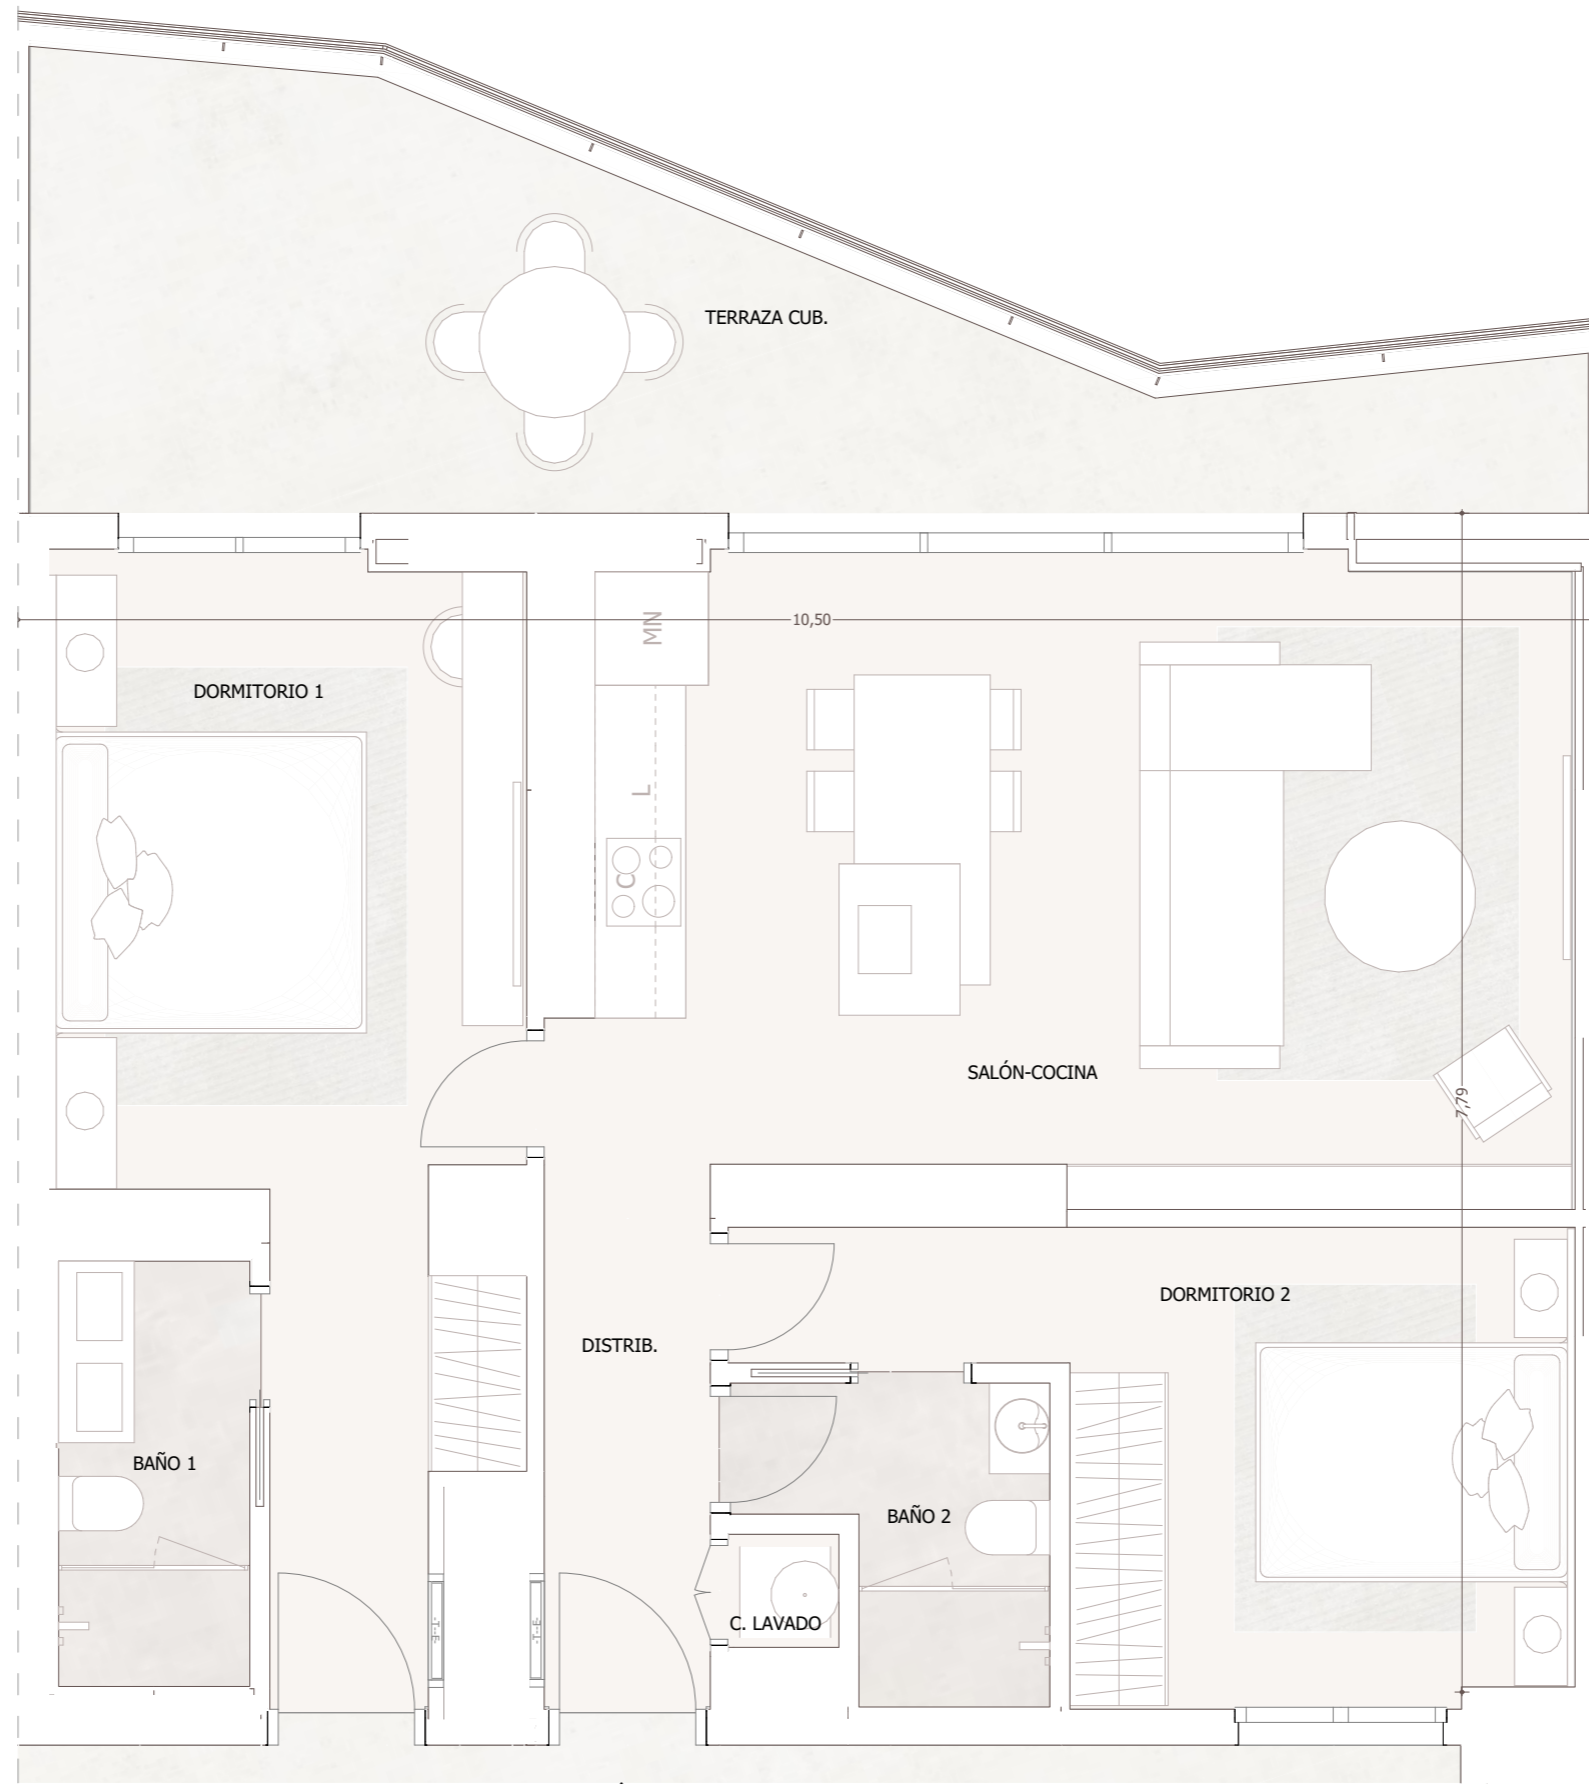 TERRAZA CUB.
10,50
MN
DORMITORIO 1
L
C
SALÓN-COCINA
7,79
DORMITORIO 2
DISTRIB.
BAÑO 1
BAÑO 2
C. LAVADO